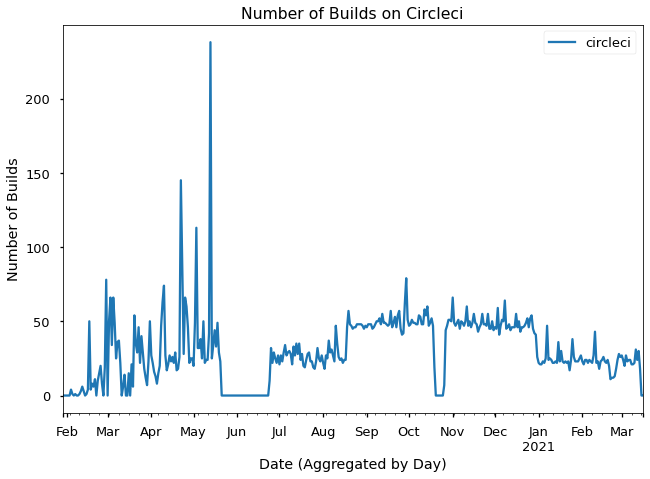 Number of Builds on Circleci
circleci
200
150
100
50
0
Number of Builds
Feb Mar Apr May Jun Jul Aug Sep Oct Nov Dec Jan Feb Mar
2021
Date (Aggregated by Day)